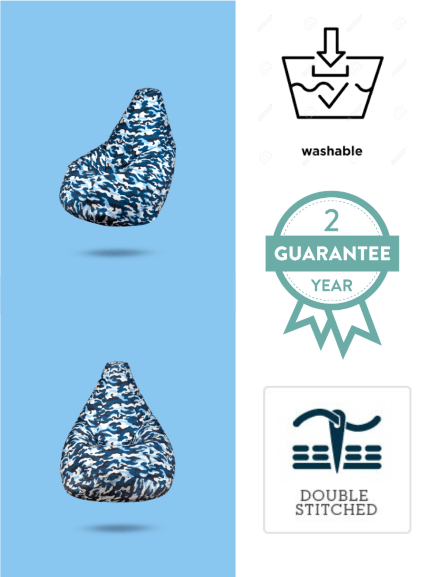 washable
2
GUARANTEE
YEAR
DOUBLE
STITCHED